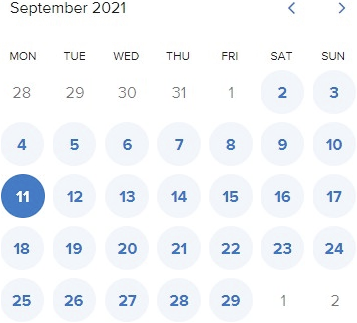 September 2021
MON TUE WED THU FRI SAT SUN
28 29 30 31 1 2 3
4 5 6 7 8 9 10
11 12 13 14 15 16 17
18 19 20 21 22 23 24
25 26 27 28 29 1 2